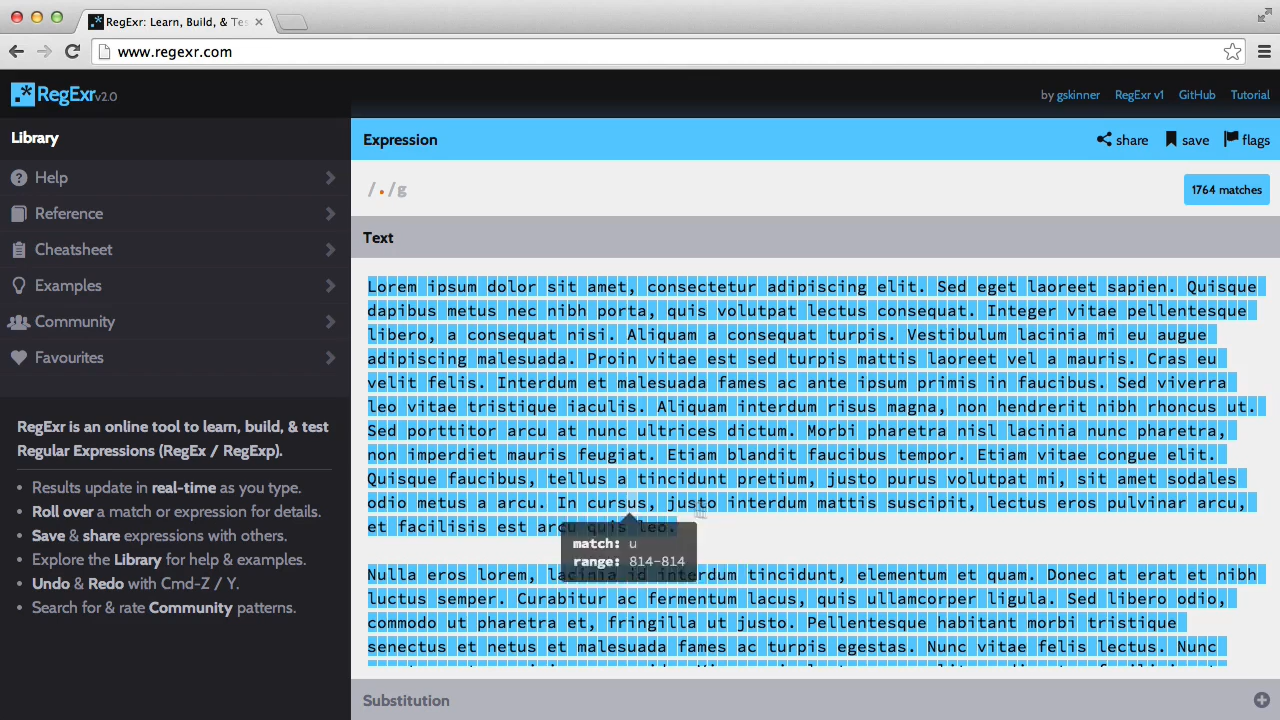 RegExr: Learn, Build, & Tes
www.regexr.com
.* RegExr v2.0
by gskinner RegExr v1 GitHub Tutorial
Library
Help
Reference
Cheatsheet
Examples
Community
Favourites
RegExr is an online tool to learn, build, & test
Regular Expressions (RegEx / RegExp).
• Results update in real-time as you type.
• Roll over a match or expression for details.
• Save & share expressions with others.
• Explore the Library for help & examples.
• Undo & Redo with Cmd-Z / Y.
• Search for & rate Community patterns.
Expression share save flags
/./g 1764 matches
Text
Lorem ipsum dolor sit amet, consectetur adipiscing elit. Sed eget laoreet sapien. Quisque
dapibus metus nec nibh porta, quis volutpat lectus consequat. Integer vitae pellentesque
libero, a consequat nisi. Aliquam a consequat turpis. Vestibulum lacinia mi eu augue
adipiscing malesuada. Proin vitae est sed turpis mattis laoreet vel a mauris. Cras eu
velit felis. Interdum et malesuada fames ac ante ipsum primis in faucibus. Sed viverra
leo vitae tristique iaculis. Aliquam interdum risus magna, non hendrerit nibh rhoncus ut.
Sed porttitor arcu at nunc ultrices dictum. Morbi pharetra nisl lacinia nunc pharetra,
non imperdiet mauris feugiat. Etiam blandit faucibus tempor. Etiam vitae congue elit.
Quisque faucibus, tellus a tincidunt pretium, justo purus volutpat mi, sit amet sodales
odio metus a arcu. In cursus, justo interdum mattis suscipit, lectus eros pulvinar arcu,
et facilisis est arcu quis leo.
match: u
range: 814-814
Nulla eros lorem, lacinia id interdum tincidunt, elementum et quam. Donec at erat et nibh
luctus semper. Curabitur ac fermentum lacus, quis ullamcorper ligula. Sed libero odio,
commodo ut pharetra et, fringilla ut justo. Pellentesque habitant morbi tristique
senectus et netus et malesuada fames ac turpis egestas. Nunc vitae felis lectus. Nunc
Substitution